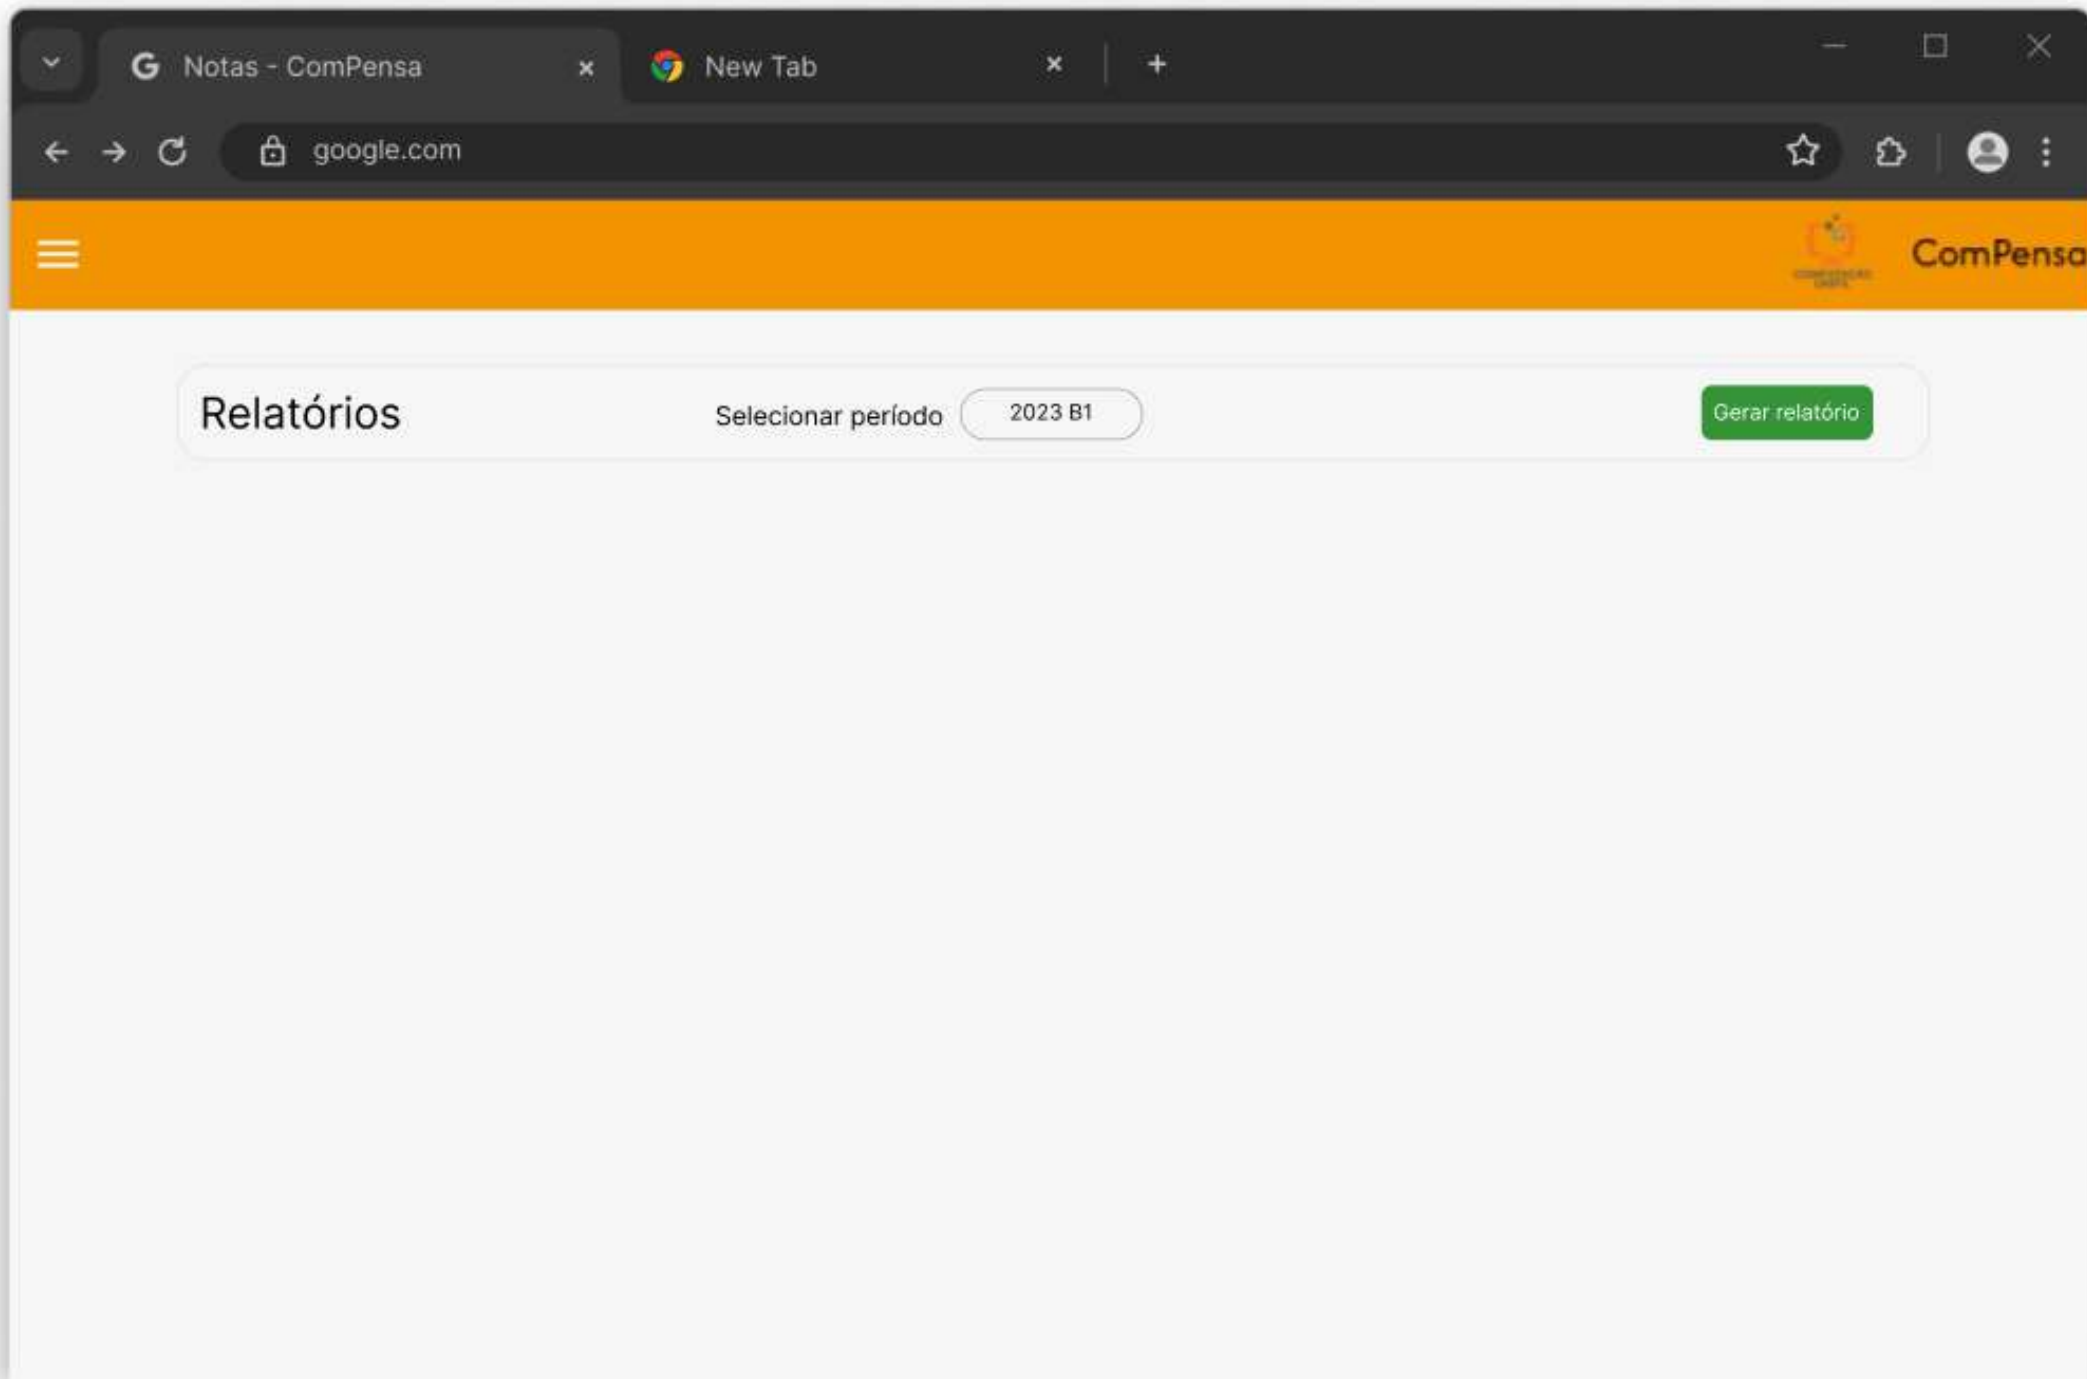 Notas - ComPensa
New Tab
google.com
ComPensa
Relatórios
Selecionar período
2023 B1
Gerar relatório